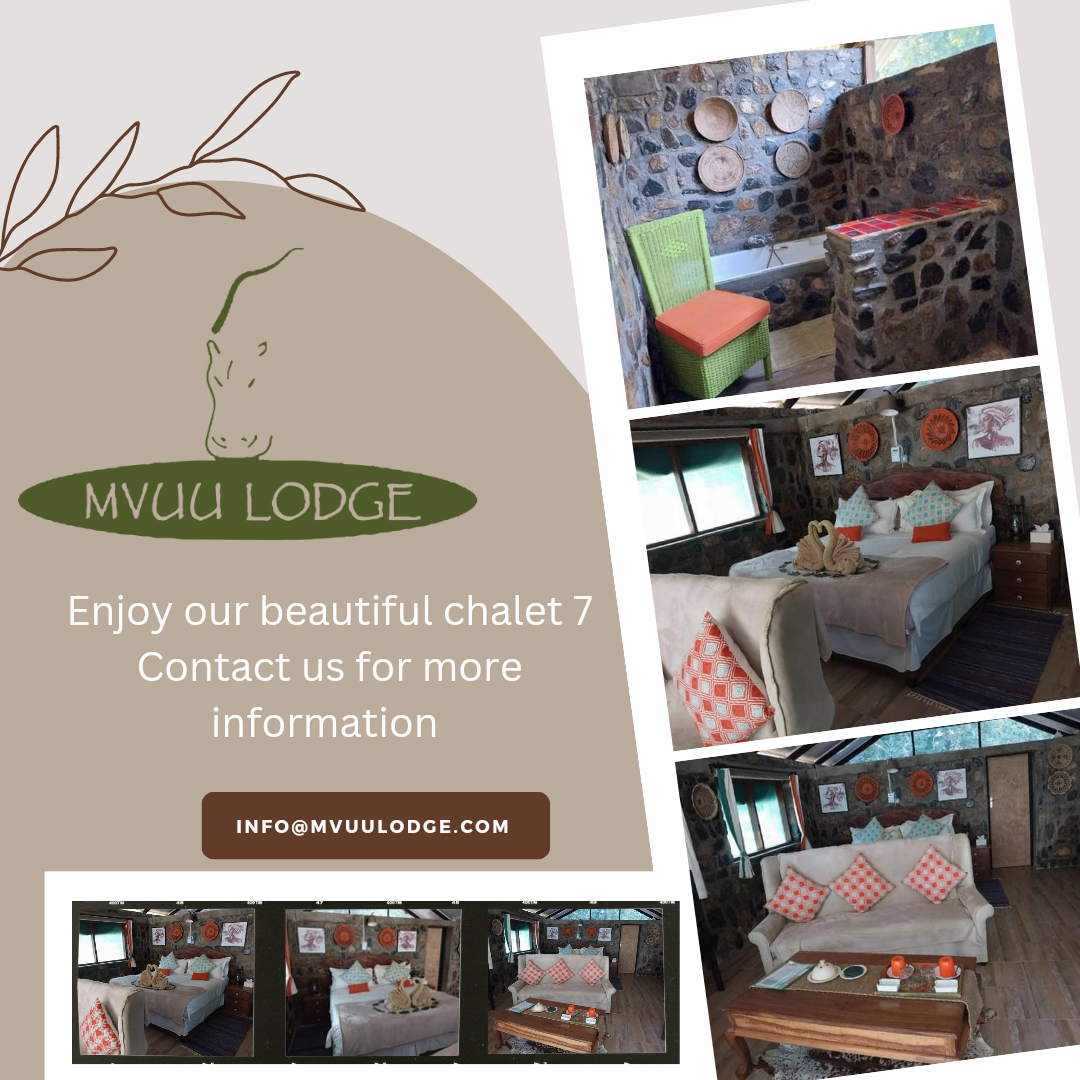 MVUU LODGE
Enjoy our beautiful chalet 7
Contact us for more
information
INFO@MVUULODGE.COM